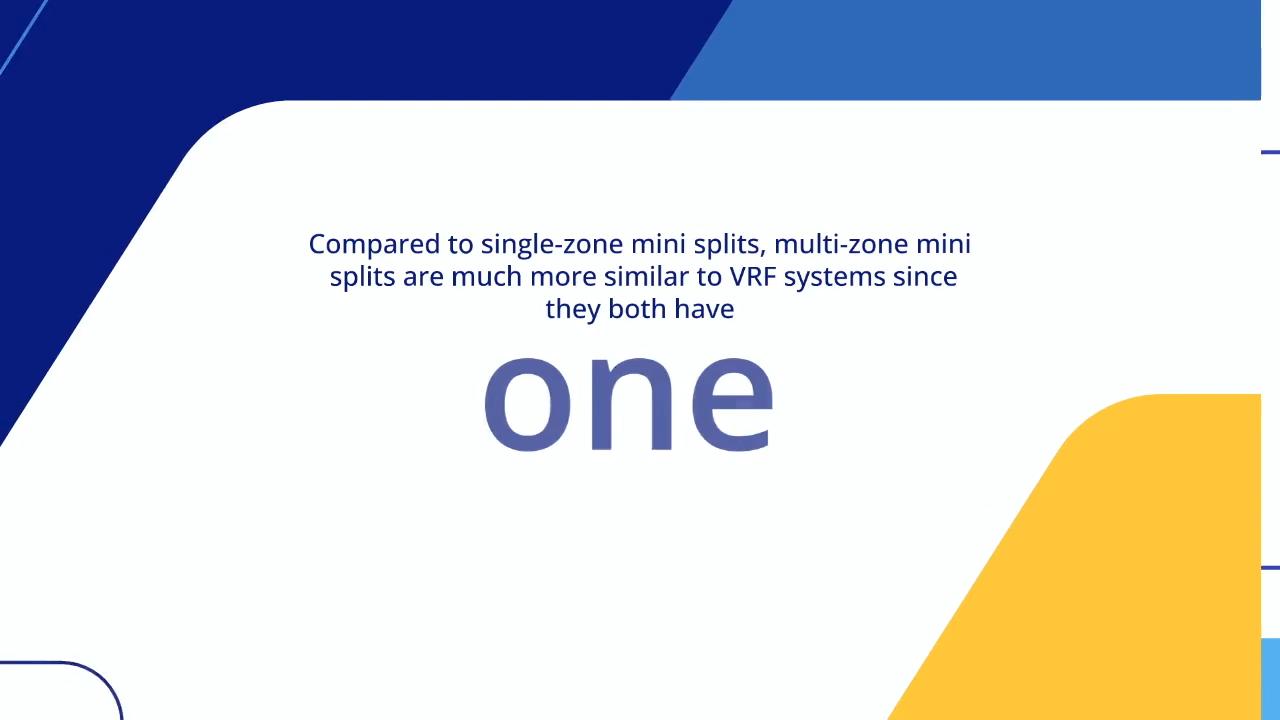 Compared to single-zone mini splits, multi-zone mini
splits are much more similar to VRF systems since
they both have
one